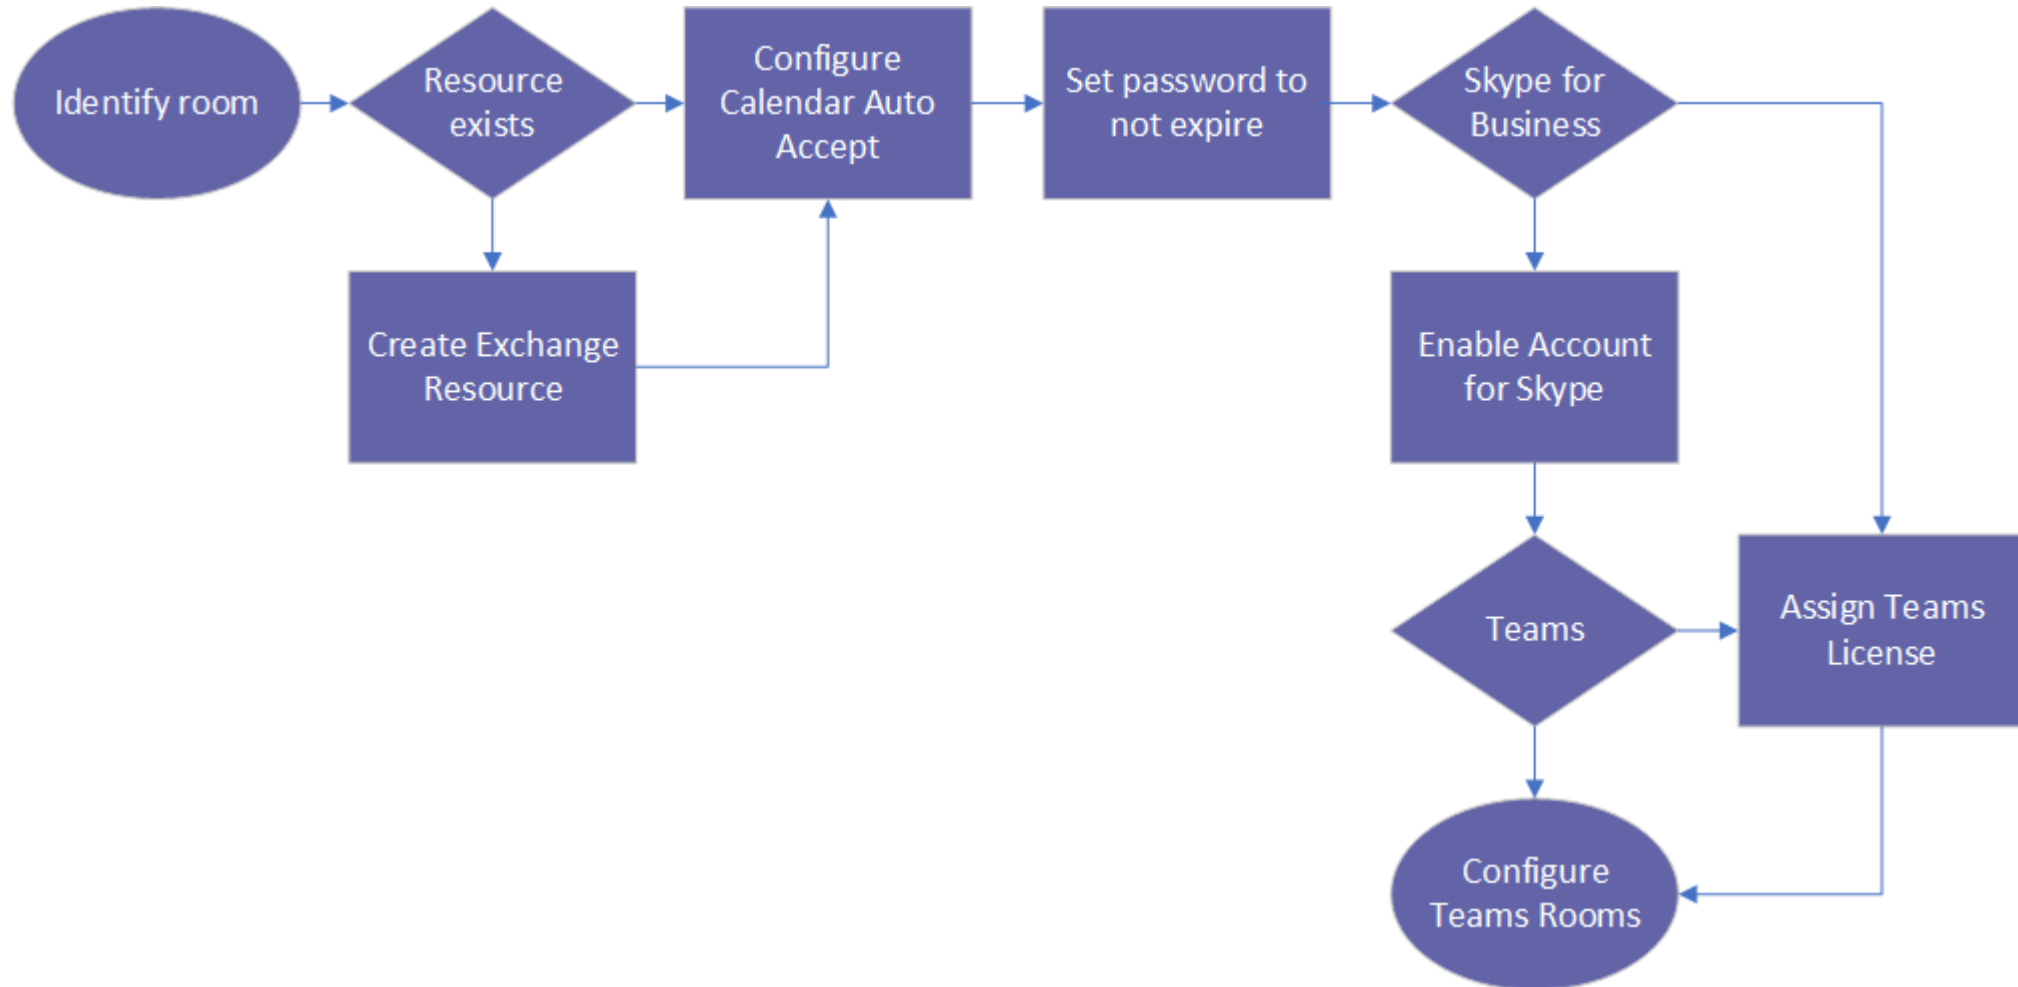 Identify room
Resource
exists
Configure
Calendar Auto
Accept
Set password to
not expire
Skype for
Business
Create Exchange
Resource
Enable Account
for Skype
Teams
Assign Teams
License
Configure
Teams Rooms